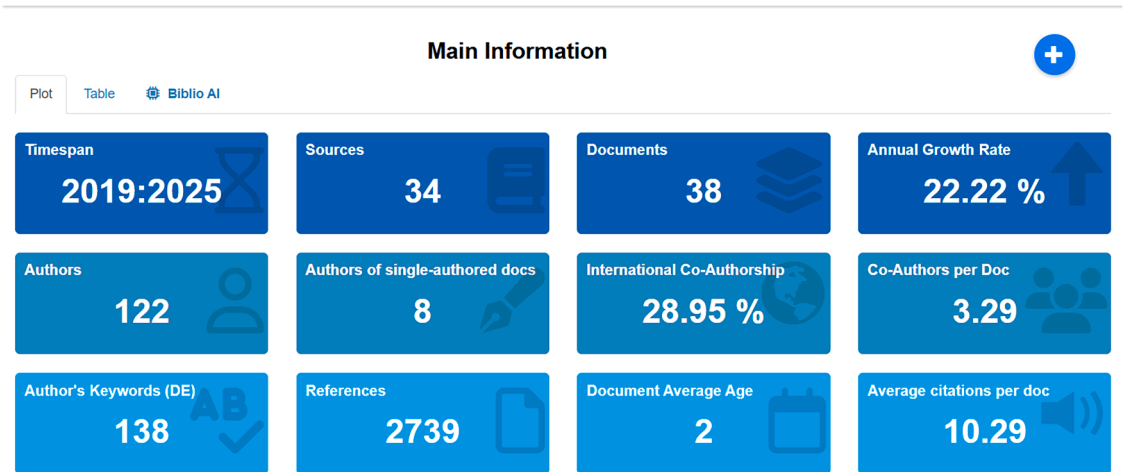 Main Information
Plot Table Biblio AI
Timespan Sources Documents Annual Growth Rate
2019:2025 34 38 22.22 %
Authors Authors of single-authored docs International Co-Authorship Co-Authors per Doc
122 8 28.95 % 3.29
Author's Keywords (DE) References Document Average Age Average citations per doc
138 2739 2 10.29
AB